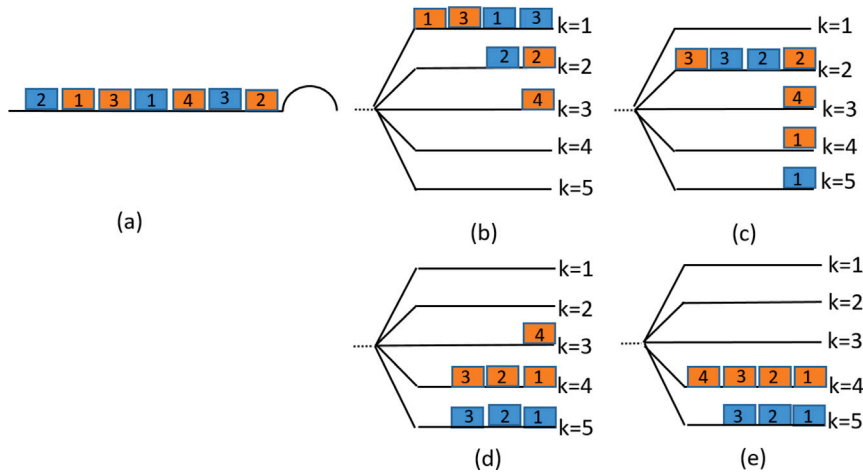 2 1 3 1 4 3 2
(a)
1 3 1 3 k=1
2 2 k=2
4 k=3
k=4
k=5
(b)
k=1
3 3 2 2 k=2
4 k=3
1 k=4
1 k=5
(c)
k=1
k=2
4 k=3
3 2 1 k=4
3 2 1 k=5
(d)
k=1
k=2
k=3
4 3 2 1 k=4
3 2 1 k=5
(e)